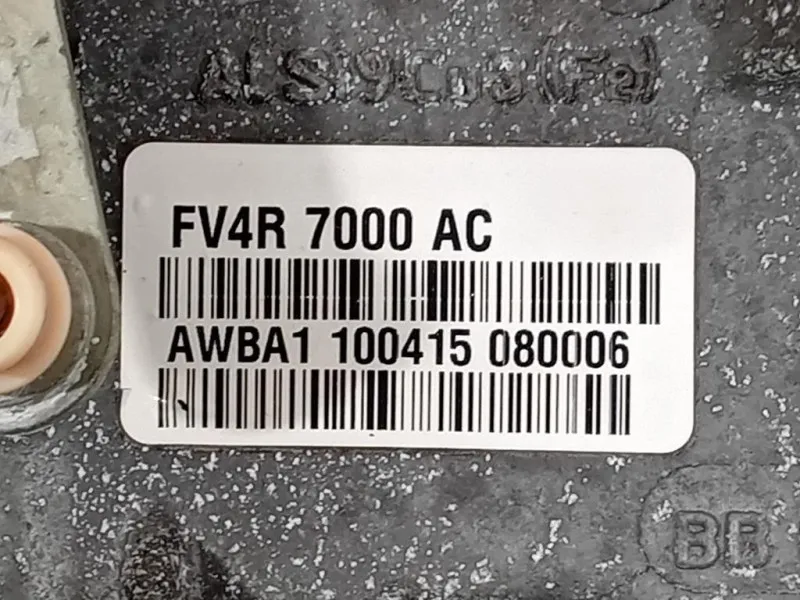 ALSi9Cu3(Fe)
FV4R 7000 AC
AWBA1 100415 080006
BB